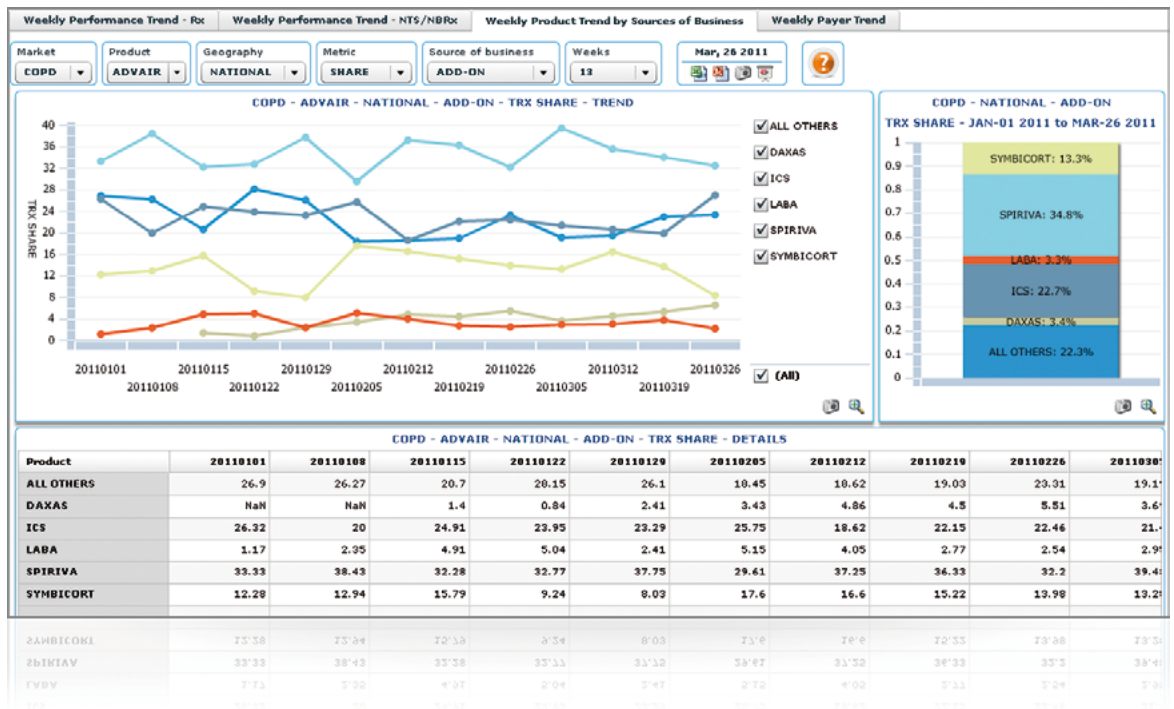 Weekly Performance Trend - Rx Weekly Performance Trend - NTS/NBRx Weekly Product Trend by Sources of Business Weekly Payer Trend
Market Product Geography Metric Source of business Weeks Mar, 26 2011
COPD ADVAIR NATIONAL SHARE ADD-ON 13 ?
COPD - ADVAIR - NATIONAL - ADD-ON - TRX SHARE - TREND
40
36
32
28
24
20
16
12
8
4
0
TRX SHARE
20110101 20110115 20110129 20110212 20110226 20110312 20110326
20110108 20110122 20110205 20110219 20110305 20110319
ALL OTHERS
DAXAS
ICS
LABA
SPIRIVA
SYMBICORT
(All)
COPD - NATIONAL - ADD-ON
TRX SHARE - JAN-01 2011 to MAR-26 2011
1
0.9
0.8
0.7
0.6
0.5
0.4
0.3
0.2
0.1
0
SYMBICORT: 13.3%
SPIRIVA: 34.8%
LABA: 3.3%
ICS: 22.7%
DAXAS: 3.4%
ALL OTHERS: 22.3%
COPD - ADVAIR - NATIONAL - ADD-ON - TRX SHARE - DETAILS
Product 20110101 20110108 20110115 20110122 20110129 20110205 20110212 20110219 20110226
ALL OTHERS 26.9 26.27 20.7 28.15 26.1 18.45 18.62 19.03 23.31
DAXAS NaN NaN 1.4 0.84 2.41 3.43 4.86 4.5 5.51
ICS 26.32 20 24.91 23.95 23.29 25.75 18.62 22.15 22.46
LABA 1.17 2.35 4.91 5.04 2.41 5.15 4.05 2.77 2.54
SPIRIVA 33.33 38.43 32.28 32.77 37.75 29.61 37.25 36.33 32.2
SYMBICORT 12.28 12.94 15.79 9.24 8.03 17.6 16.6 15.22 13.98